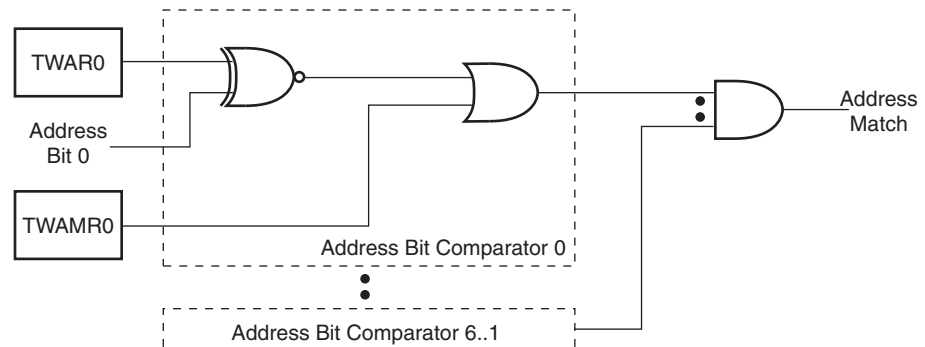 TWAR0
Address
Bit 0
TWAMR0
Address Bit Comparator 0
Address Bit Comparator 6..1
Address
Match